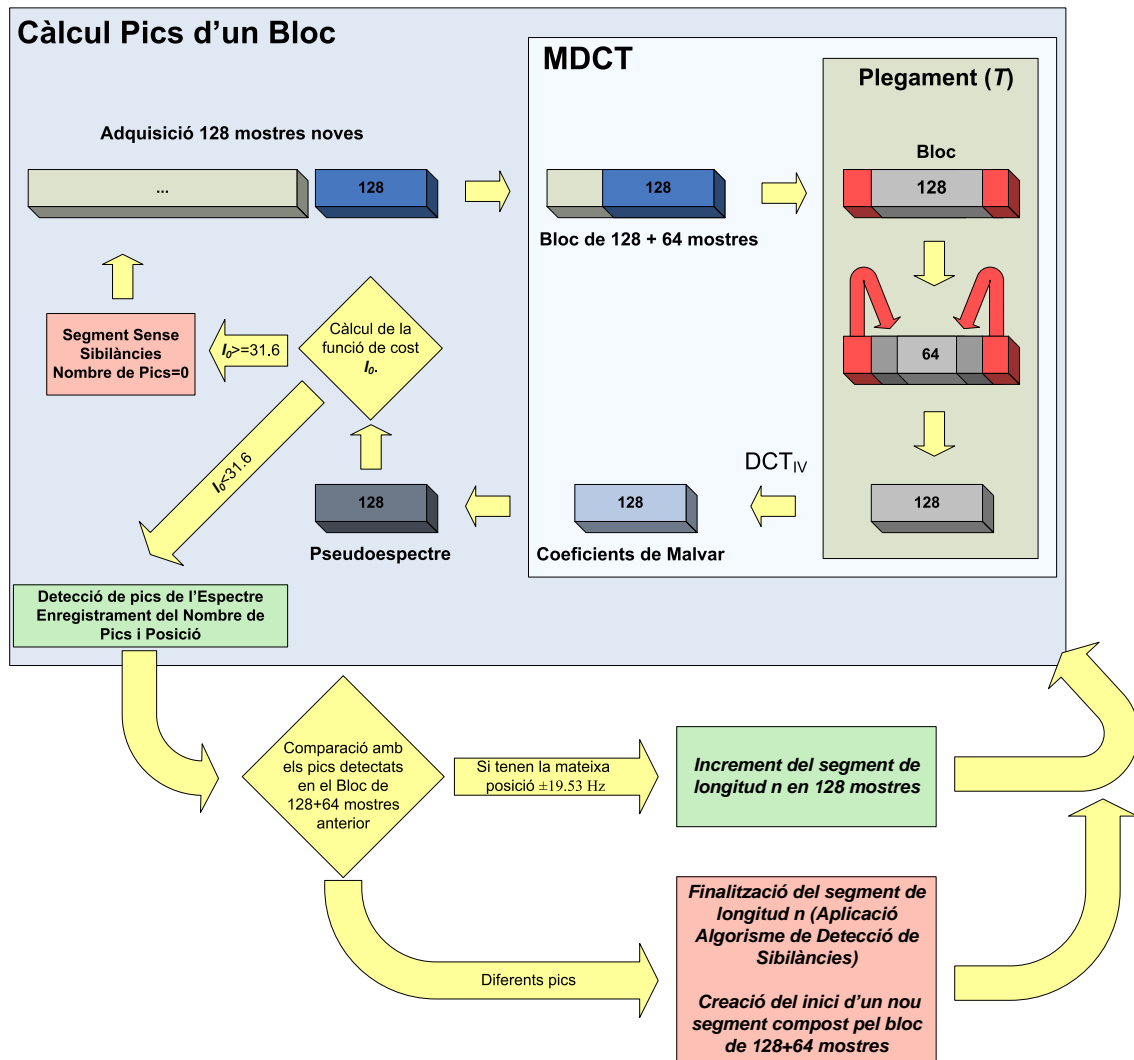 Càlcul Pics d'un Bloc
MDCT
Plegament (T)
Adquisició 128 mostres noves
Bloc
...
128
128
128
Bloc de 128 + 64 mostres
Segment Sense
Sibilàncies
Nombre de Pics=0
I0>=31.6
Càlcul de la
funció de cost
I0.
64
I0<31.6
DCTIV
128
128
128
Pseudoespectre
Coeficients de Malvar
Detecció de pics de l'Espectre
Enregistrament del Nombre de
Pics i Posició
Comparació amb
els pics detectats
en el Bloc de
128+64 mostres
anterior
Si tenen la mateixa
posició ±19.53 Hz
Increment del segment de
longitud n en 128 mostres
Diferents pics
Finalització del segment de
longitud n (Aplicació
Algorisme de Detecció de
Sibilàncies)
Creació del inici d'un nou
segment compost pel bloc
de 128+64 mostres